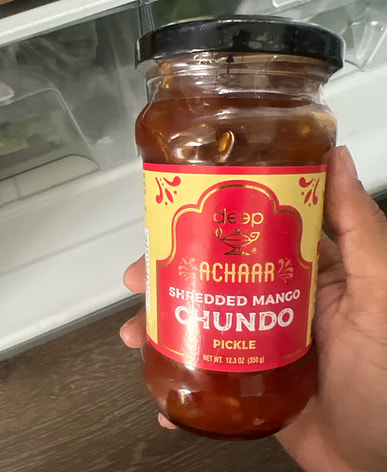 deep
ACHAAR
SHREDDED MANGO
CHUNDO
PICKLE
NET WT. 12.3 OZ (350 g)